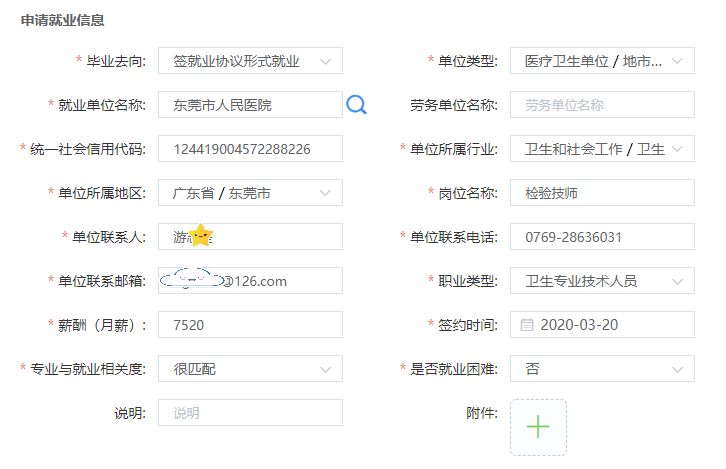 申请就业信息
* 毕业去向: 签就业协议形式就业 * 单位类型: 医疗卫生单位 / 地市...
* 就业单位名称: 东莞市人民医院 劳务单位名称: 劳务单位名称
* 统一社会信用代码: 124419004572288226 * 单位所属行业: 卫生和社会工作 / 卫生
* 单位所属地区: 广东省 / 东莞市 * 岗位名称: 检验技师
* 单位联系人: 游 * 单位联系电话: 0769-28636031
* 单位联系邮箱: @126.com * 职业类型: 卫生专业技术人员
* 薪酬（月薪）: 7520 * 签约时间: 2020-03-20
* 专业与就业相关度: 很匹配 * 是否就业困难: 否
说明: 说明 附件: